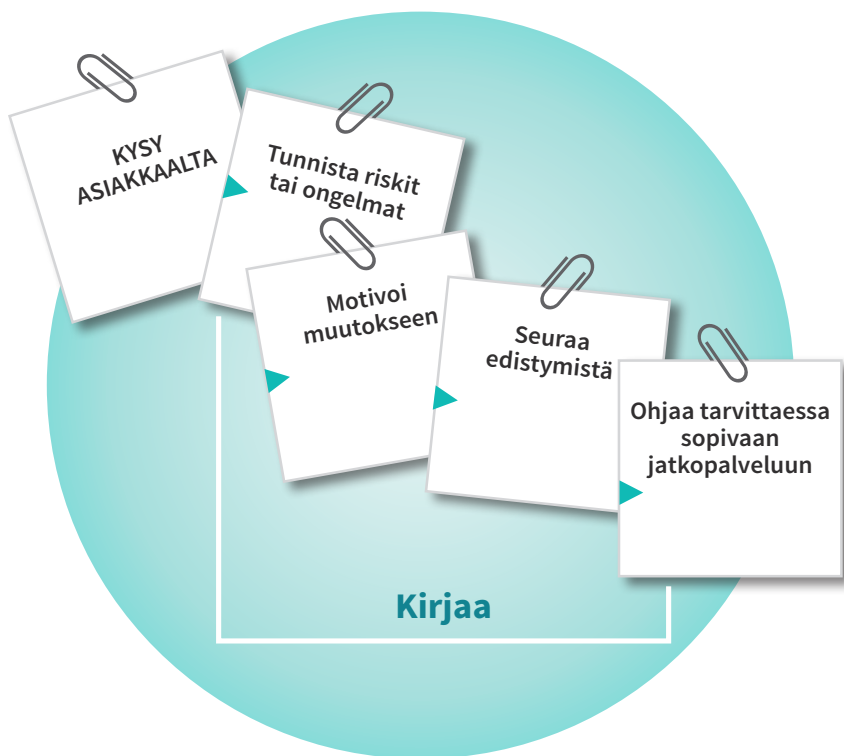 KYSY
ASIAKKAALTA
Tunnista riskit
tai ongelmat
Motivoi
muutokseen
Seuraa
edistymistä
Ohjaa tarvittaessa
sopivaan
jatkopalveluun
Kirjaa